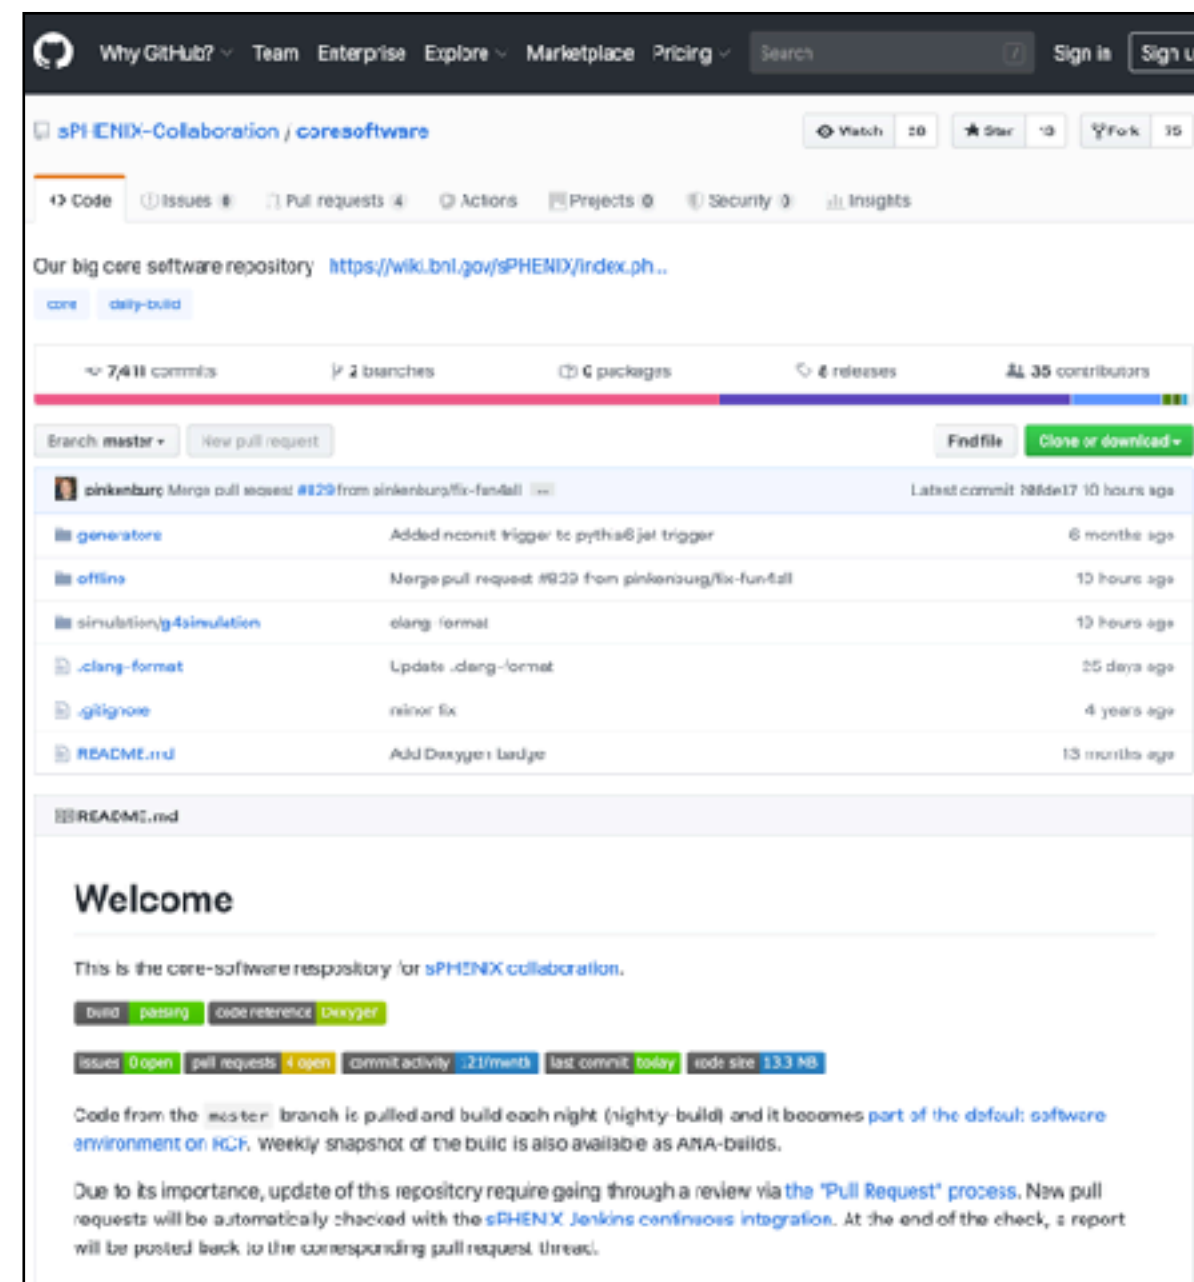 Why GitHub? Team Enterprise Explore Marketplace Pricing Search / Sign in Sign u
sPHENIX-Collaboration / coresoftware Watch Star Fork
Code Issues Pull requests 4 Actions Projects 0 Security 0 Insights
Our big core software repository https://wiki.bnl.gov/sPHENIX/index.ph...
core daily-build
commits 2 branches packages releases 35 contributors
Branch: master New pull request Find file Clone or download
pinkenburg Merge pull request #829 from pinkenburg/fix-fun4all ... Latest commit 10 hours ago
generators Added nconst trigger to pythia6 jet trigger 6 months ago
offline Merge pull request #829 from pinkenburg/fix-fun4all 10 hours ago
simulation/g4simulation clang-format 10 hours ago
.clang-format Update .clang-format 25 days ago
.gitignore minor fix 4 years ago
README.md Add Doxygen badge 13 months ago
README.md
Welcome
This is the core-software respository for sPHENIX collaboration.
build passing code reference Doxygen
issues 0 open pull requests 4 open commit activity 121/month last commit today code size 13.3 MB
Code from the master branch is pulled and build each night (nighty-build) and it becomes part of the default software
environment on RCF. Weekly snapshot of the build is also available as ANA-builds.
Due to its importance, update of this repository require going through a review via the "Pull Request" process. New pull
requests will be automatically checked with the sPHENIX Jenkins continuous integration. At the end of the check, a report
will be posted back to the corresponding pull request thread.